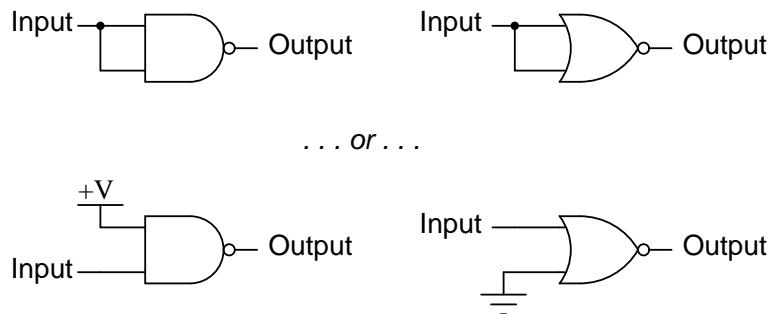 Input Output Input Output
. . . or . . .
+V
Input Output
Input Output